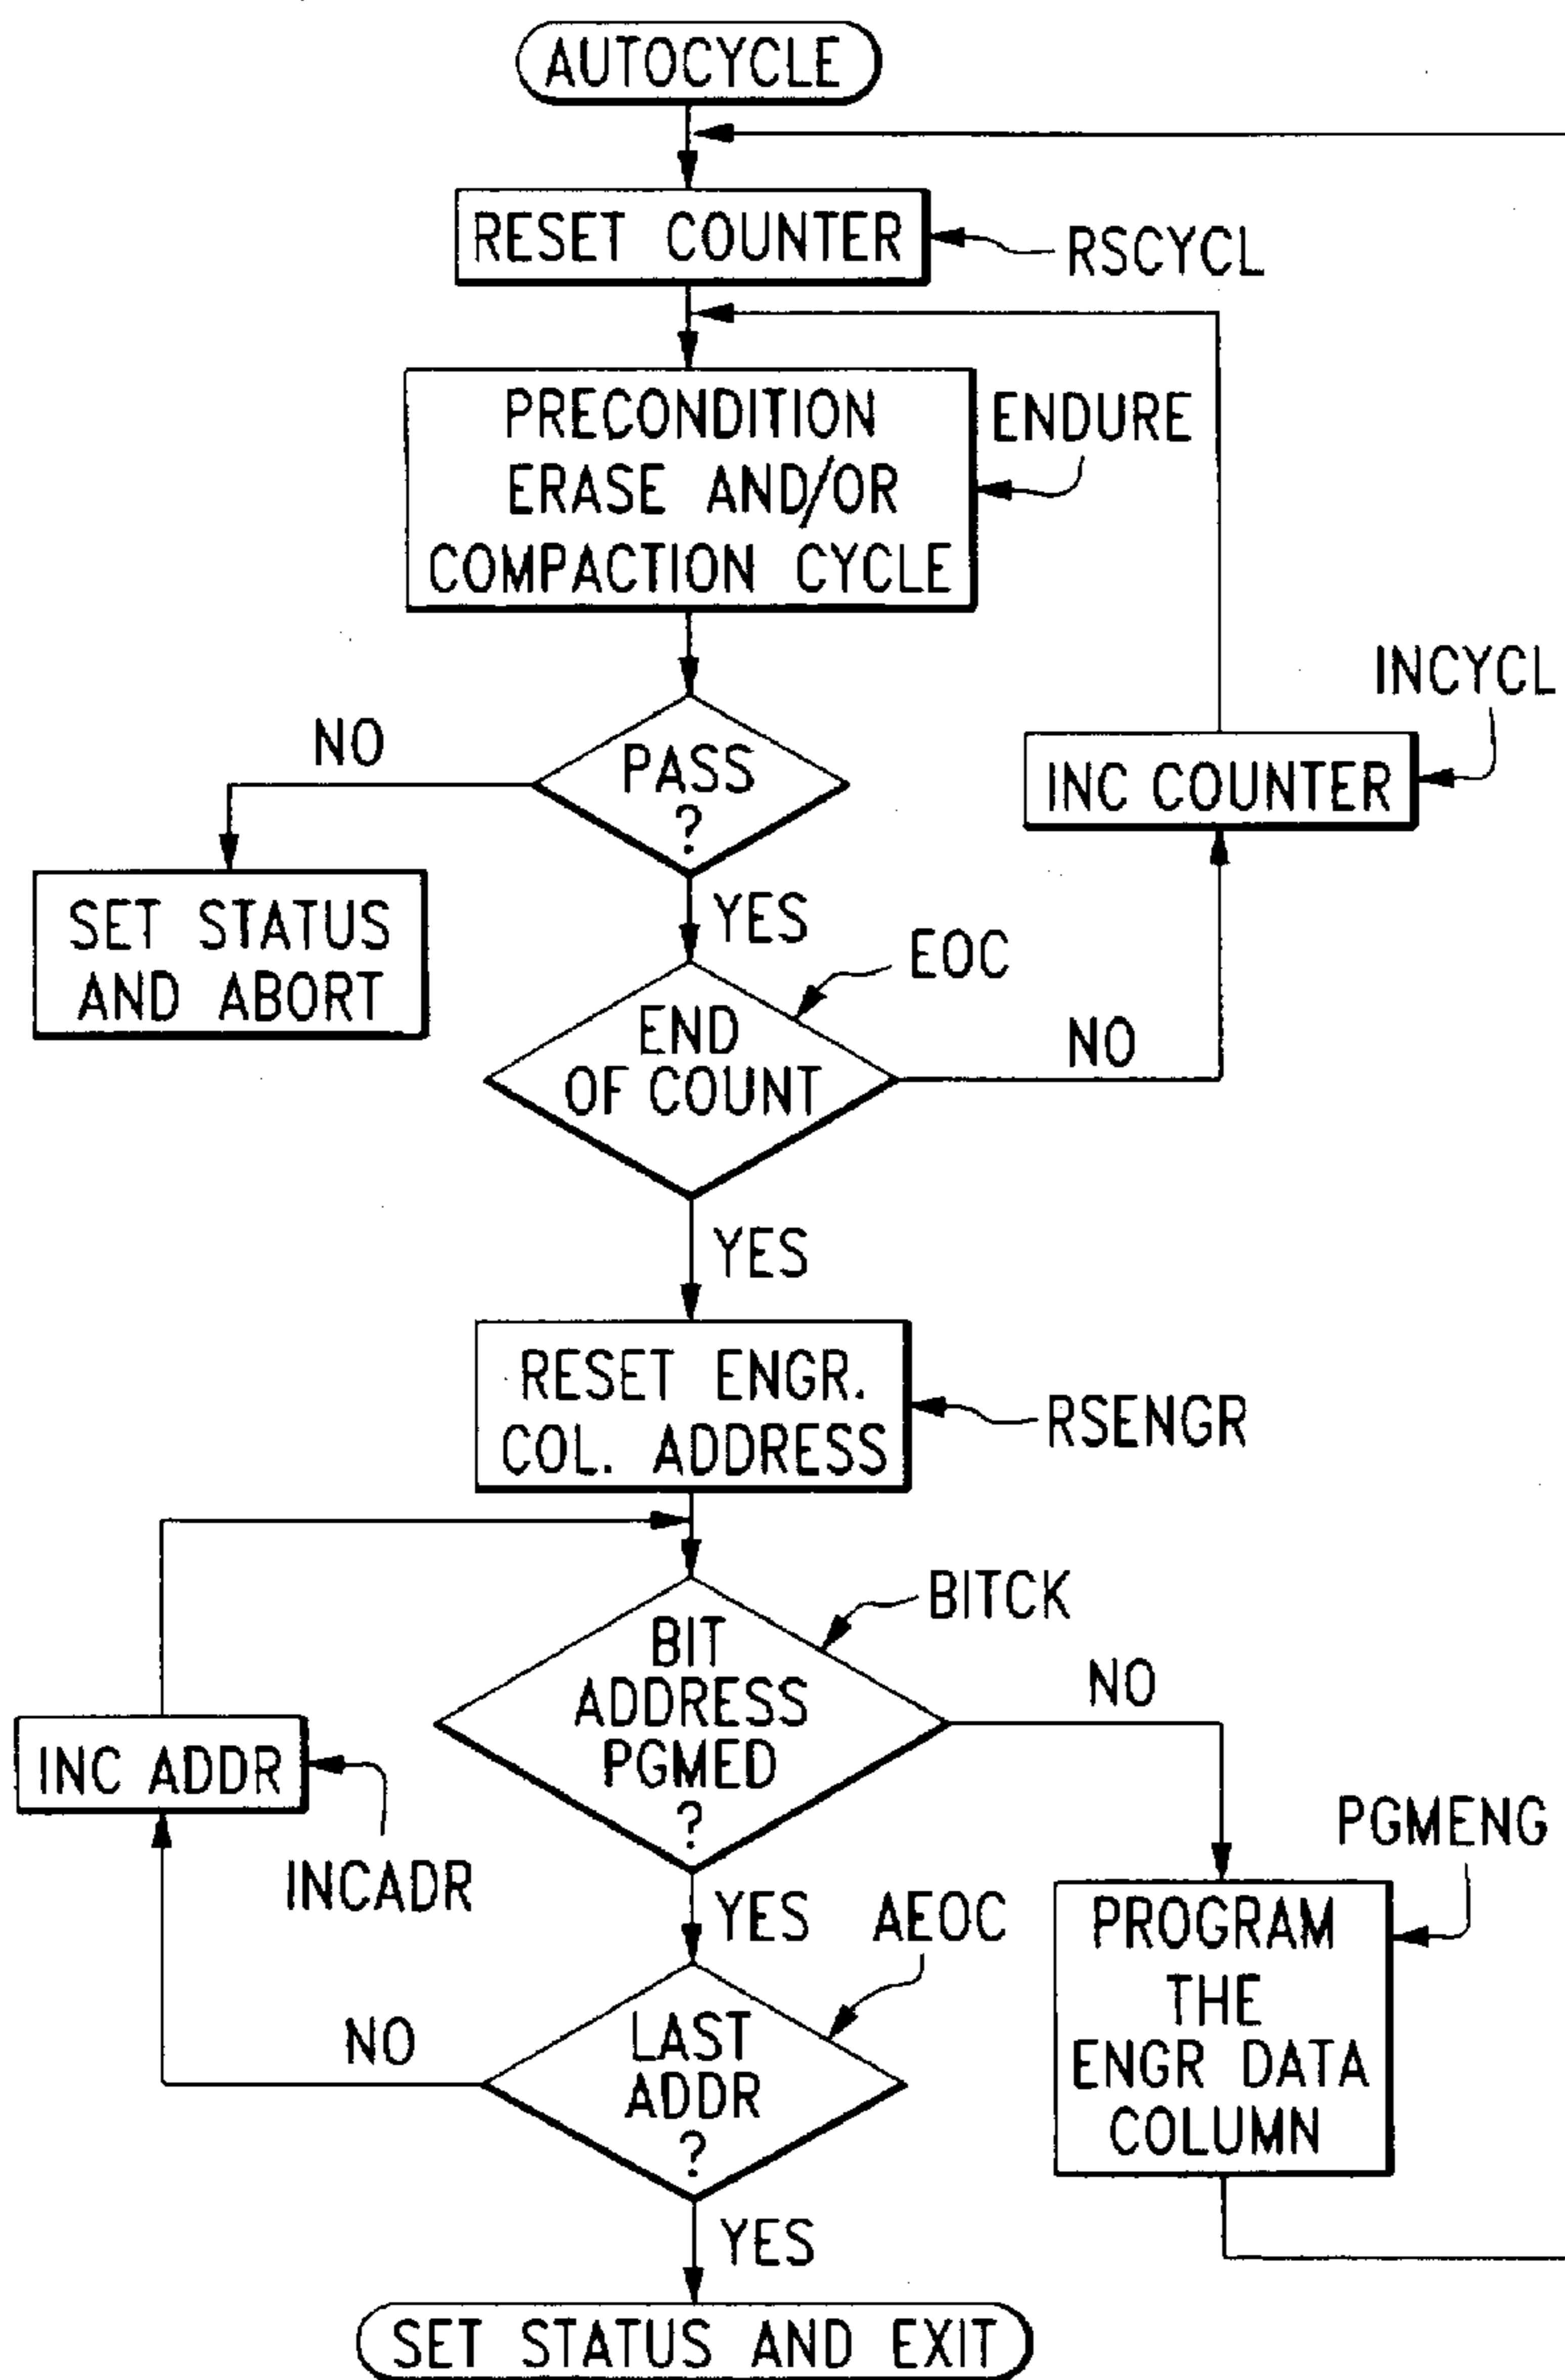 AUTOCYCLE
RESET COUNTER
RSCYCL
PRECONDITION
ERASE AND/OR
COMPACTION CYCLE
ENDURE
INCYCL
NO
PASS
?
INC COUNTER
SET STATUS
AND ABORT
YES
EOC
END
OF COUNT
NO
YES
RESET ENGR.
COL. ADDRESS
RSENGR
BITCK
BIT
ADDRESS
PGMED
?
NO
INC ADDR
INCADR
PGMENG
YES
AEOC
PROGRAM
THE
ENGR DATA
COLUMN
NO
LAST
ADDR
?
YES
SET STATUS AND EXIT